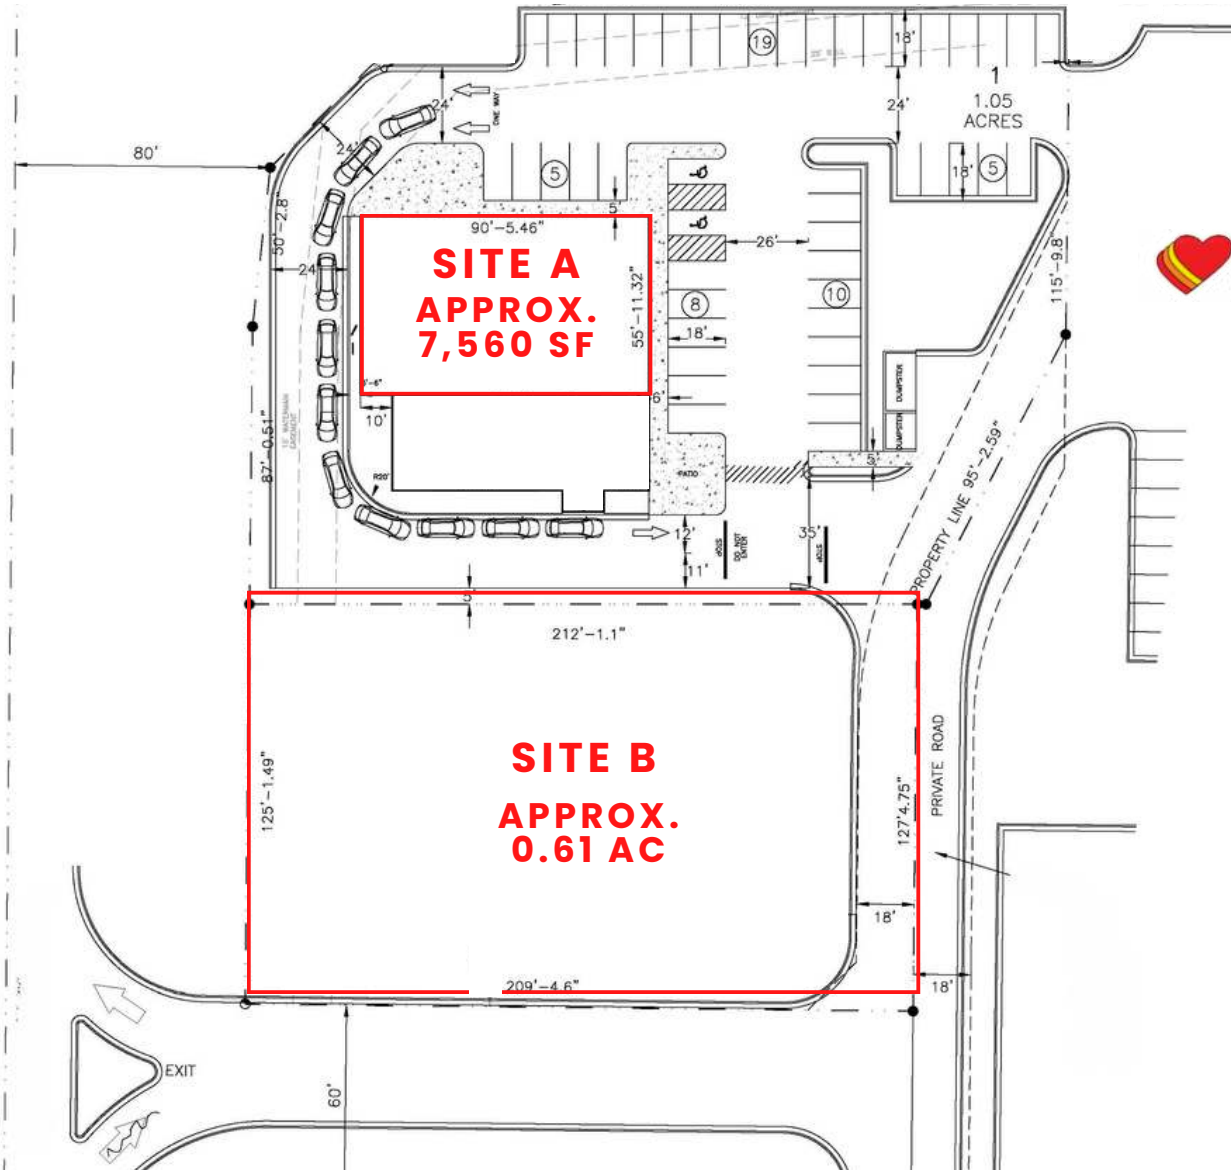 19
18'
1
1.05
ACRES
24'
24'
ONE WAY
80'
24'
5
18'
5
5'
50'-2.8"
90'-5.46"
26'
115'-9.8"
SITE A
24'
APPROX.
7,560 SF
55'-11.32"
8
10
18'
DUMPSTER
10'
6'
DUMPSTER
87'-0.51"
10' WATERMAIN
EASEMENT
R20'
PATIO
5'
PROPERTY LINE 95'-2.59"
12'
STOP
DO NOT
ENTER
35'
STOP
11'
5'
212'-1.1"
SITE B
APPROX.
0.61 AC
125'-1.49"
127'4.75"
PRIVATE ROAD
18'
209'-4.6"
18'
EXIT
60'